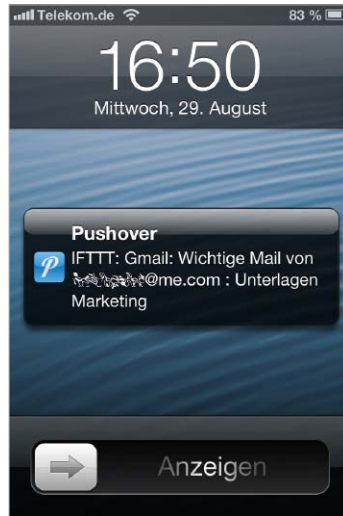 Telekom.de 83 %
16:50
Mittwoch, 29. August
Pushover
IFTTT: Gmail: Wichtige Mail von
@me.com : Unterlagen
Marketing
Anzeigen